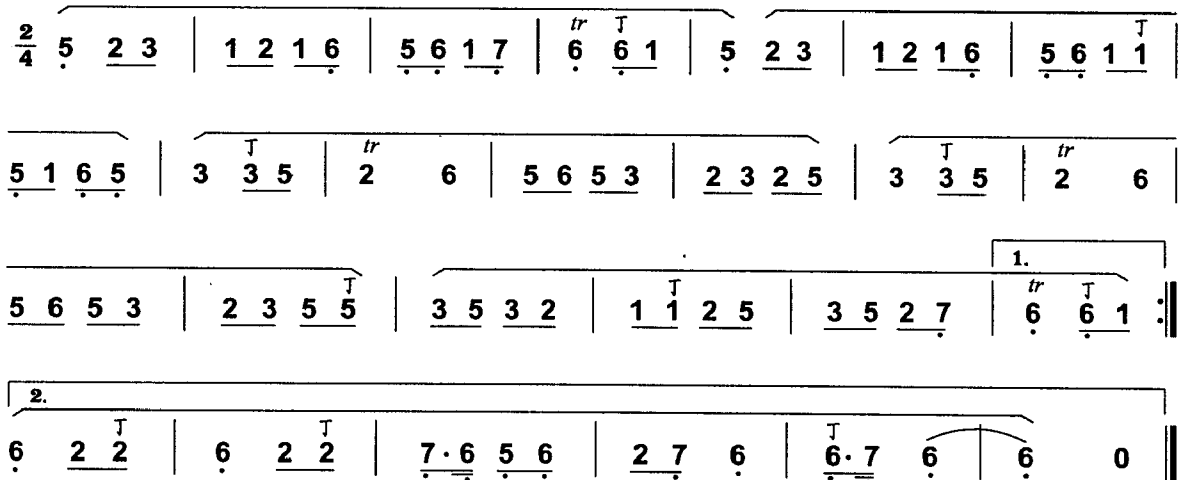 tr T
2/4 5̣ 2 3 | 1 2 1 6̣ | 5̣ 6̣ 1 7̣ | 6̣ 6̣ 1 | 5̣ 2 3 | 1 2 1 6̣ | 5̣ 6̣ 1 1 |
5̣ 1 6̣ 5̣ | 3 3 5 | 2 6 | 5 6 5 3 | 2 3 2 5 | 3 3 5 | 2 6 |
5 6 5 3 | 2 3 5 5 | 3 5 3 2 | 1 1 2 5 | 3 5 2 7̣ | 1. tr 6̣ 6̣ 1 :|
2.
6̣ 2 2 | 6̣ 2 2 | 7̣· 6̣ 5̣ 6̣ | 2 7̣ 6̣ | 6̣· 7̣ 6̣ | 6̣ 0 ‖